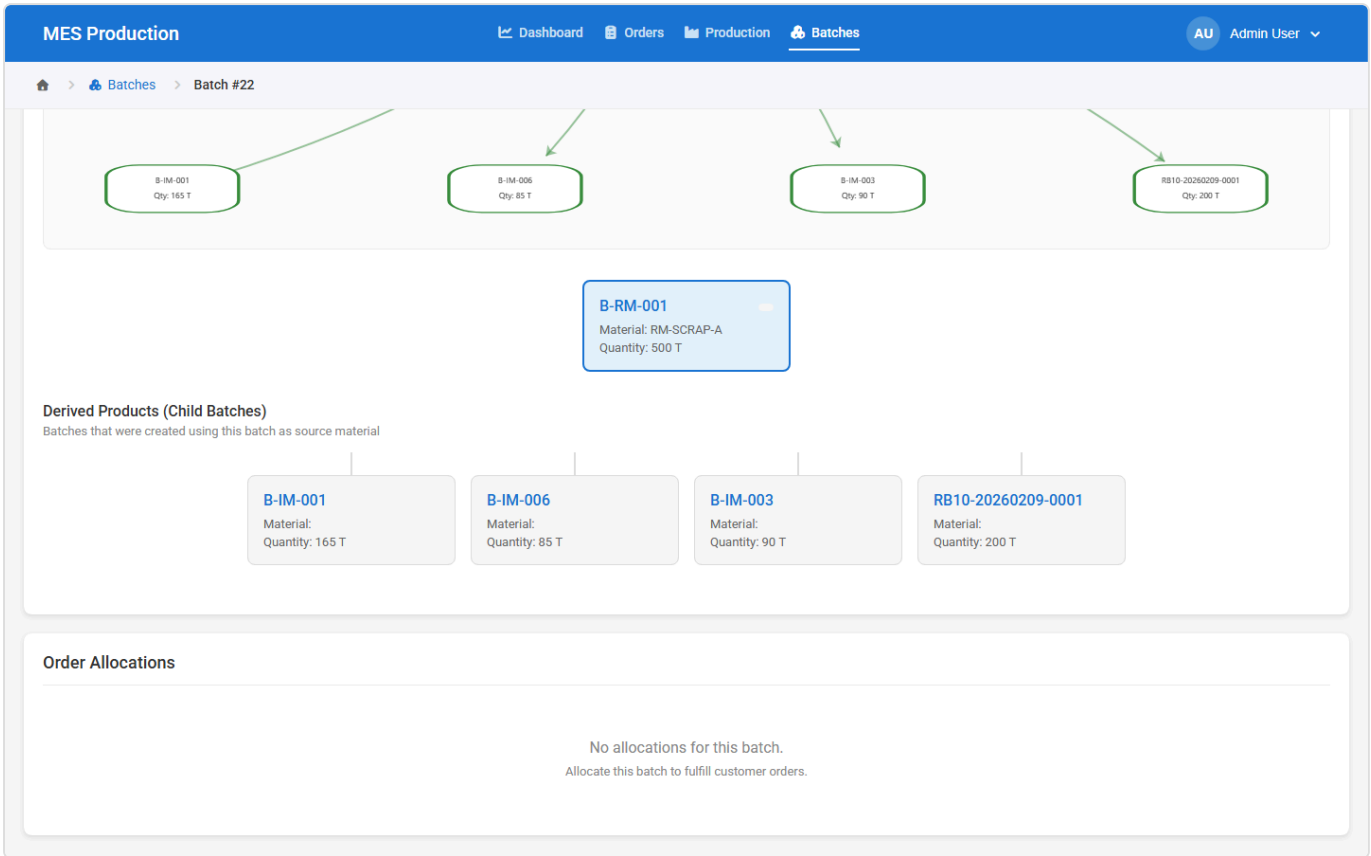 MES Production
Dashboard
Orders
Production
Batches
AU
Admin User
Batches
Batch #22
B-IM-001
Qty: 165 T
B-IM-006
Qty: 85 T
B-IM-003
Qty: 90 T
RB10-20260209-0001
Qty: 200 T
B-RM-001
Material: RM-SCRAP-A
Quantity: 500 T
Derived Products (Child Batches)
Batches that were created using this batch as source material
B-IM-001
Material:
Quantity: 165 T
B-IM-006
Material:
Quantity: 85 T
B-IM-003
Material:
Quantity: 90 T
RB10-20260209-0001
Material:
Quantity: 200 T
Order Allocations
No allocations for this batch.
Allocate this batch to fulfill customer orders.